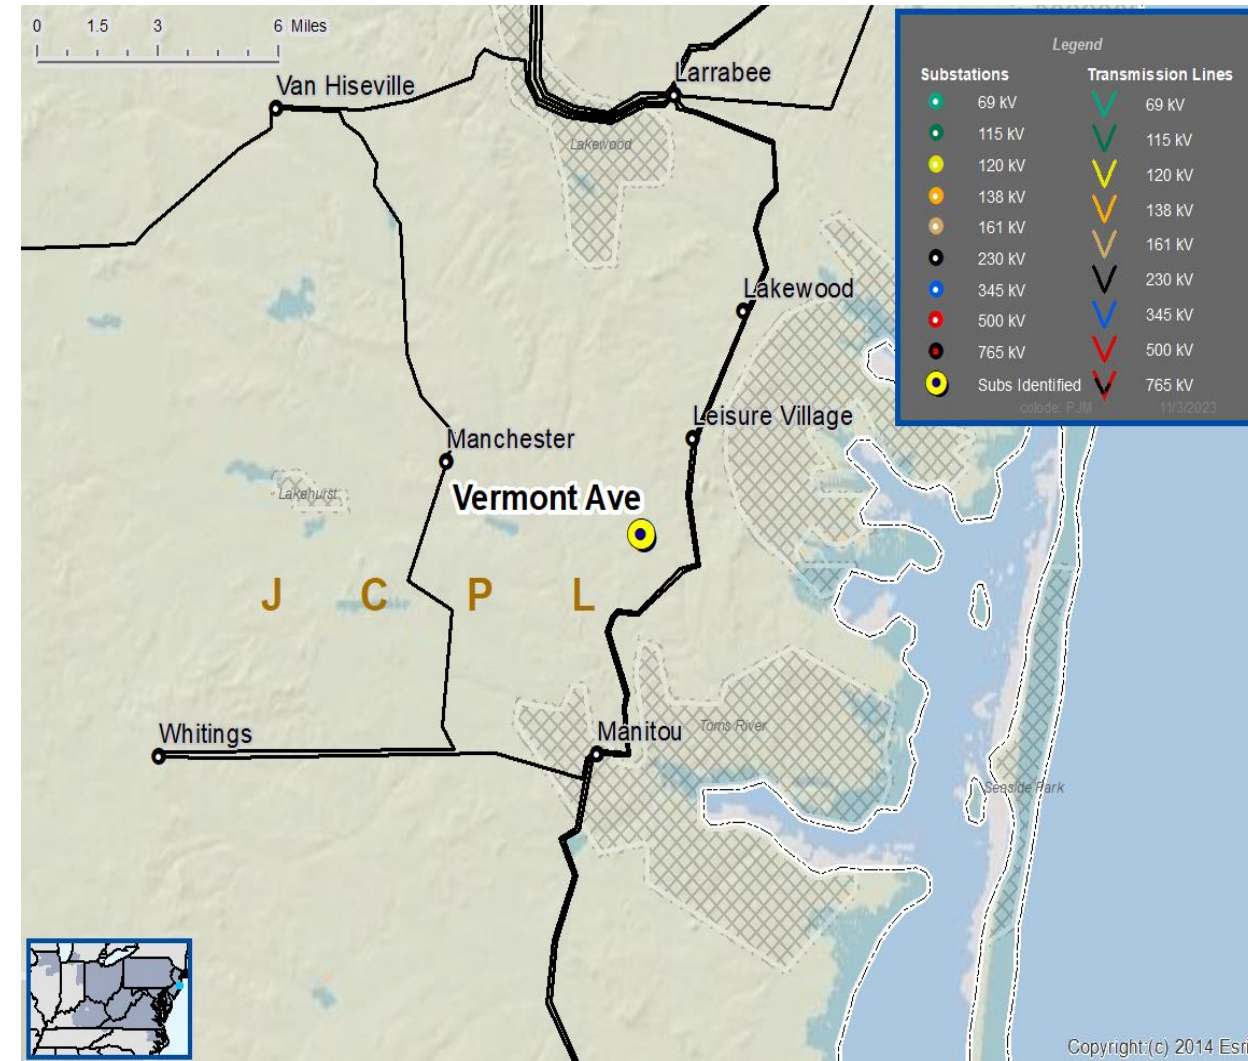 0 1.5 3 6 Miles
Van Hiseville
Larrabee
Lakewood
Lakewood
Leisure Village
Manchester
Vermont Ave
Lakehurst
J C P L
Whitings
Manitou
Toms River
Seaside Park
Legend
Substations Transmission Lines
69 kV 69 kV
115 kV 115 kV
120 kV 120 kV
138 kV 138 kV
161 kV 161 kV
230 kV 230 kV
345 kV 345 kV
500 kV 500 kV
765 kV 765 kV
Subs Identified
colode, PJM 11/3/2023
Copyright:(c) 2014 Esri